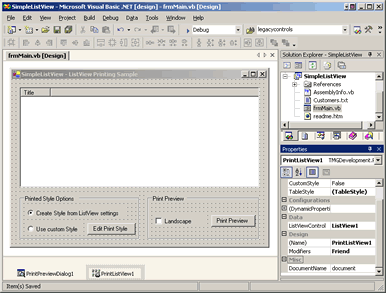 SimpleListView - Microsoft Visual Basic .NET [design] - frmMain.vb [Design]
File Edit View Project Build Debug Data Tools Window Help
Debug
legacycontrols
frmMain.vb [Design]
SimpleListView - ListView Printing Sample
Title
Printed Style Options
Create Style from ListView settings
Use custom Style
Edit Print Style
Print Preview
Landscape
Print Preview
PrintPreviewDialog1
PrintListView1
Solution Explorer - SimpleListView
SimpleListView
References
AssemblyInfo.vb
Customers.txt
frmMain.vb
readme.htm
Properties
PrintListView1 TMGDevelopment.
CustomStyle False
TableStyle (TableStyle)
Configurations
(DynamicProperti
Data
ListViewControl ListView1
Design
(Name) PrintListView1
Modifiers Friend
Misc
DocumentName document
Item(s) Saved